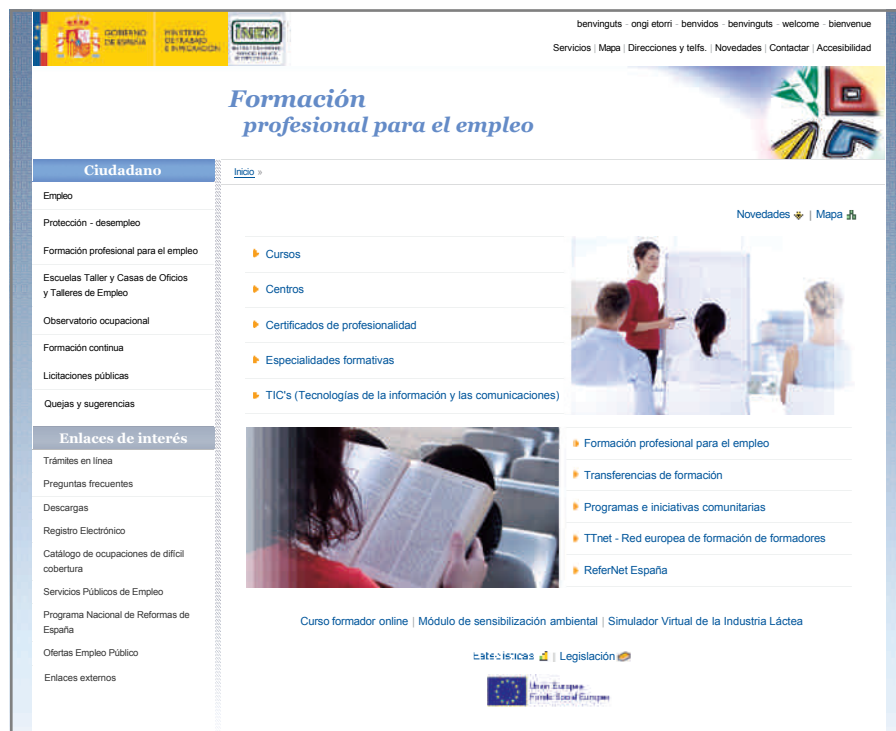 GOBIERNO
DE ESPAÑA
MINISTERIO
DE TRABAJO
E INMIGRACIÓN
benvinguts - ongi etorri - benvidos - benvinguts - welcome - bienvenue
Servicios | Mapa | Direcciones y telfs. | Novedades | Contactar | Accesibilidad
Formación
profesional para el empleo
Ciudadano
Inicio »
Empleo
Protección - desempleo
Formación profesional para el empleo
Escuelas Taller y Casas de Oficios
y Talleres de Empleo
Observatorio ocupacional
Formación continua
Licitaciones públicas
Quejas y sugerencias
Enlaces de interés
Trámites en línea
Preguntas frecuentes
Descargas
Registro Electrónico
Catálogo de ocupaciones de difícil
cobertura
Servicios Públicos de Empleo
Programa Nacional de Reformas de
España
Ofertas Empleo Público
Enlaces externos
Novedades | Mapa
Cursos
Centros
Certificados de profesionalidad
Especialidades formativas
TIC's (Tecnologías de la información y las comunicaciones)
Formación profesional para el empleo
Transferencias de formación
Programas e iniciativas comunitarias
TTnet - Red europea de formación de formadores
ReferNet España
Curso formador online | Módulo de sensibilización ambiental | Simulador Virtual de la Industria Láctea
Estadísticas | Legislación
Unión Europea
Fondo Social Europeo